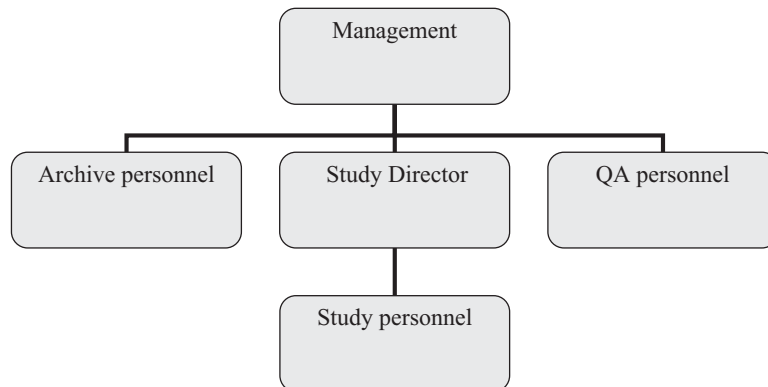 Management
Archive personnel
Study Director
QA personnel
Study personnel